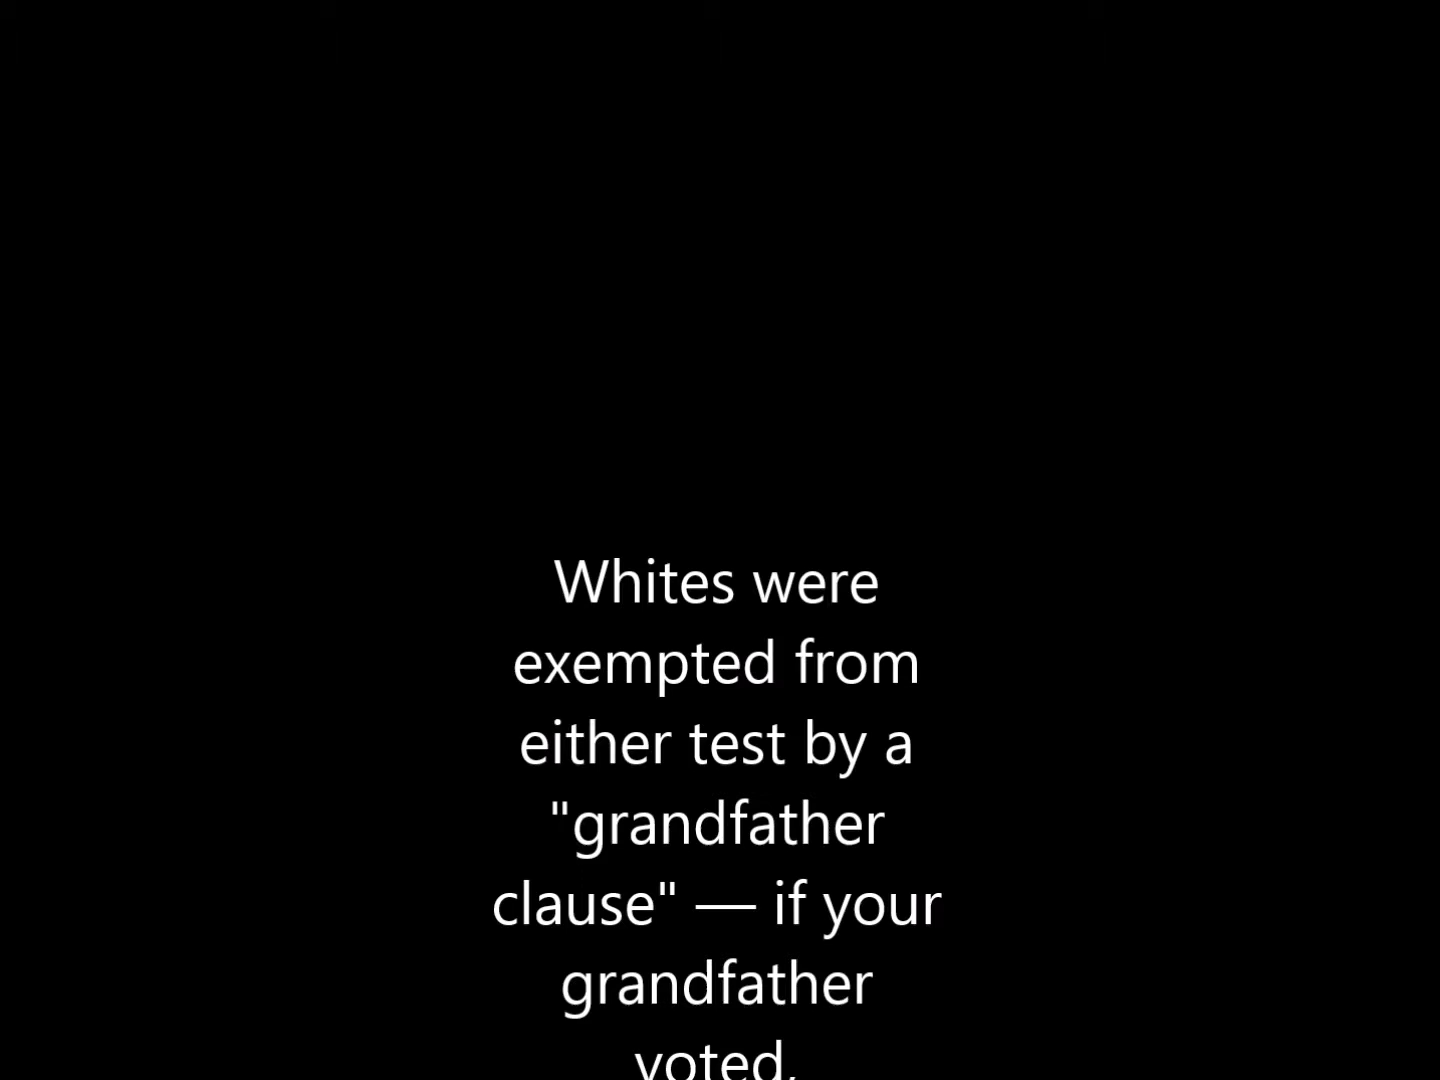 Whites were
exempted from
either test by a
"grandfather
clause" — if your
grandfather
voted,